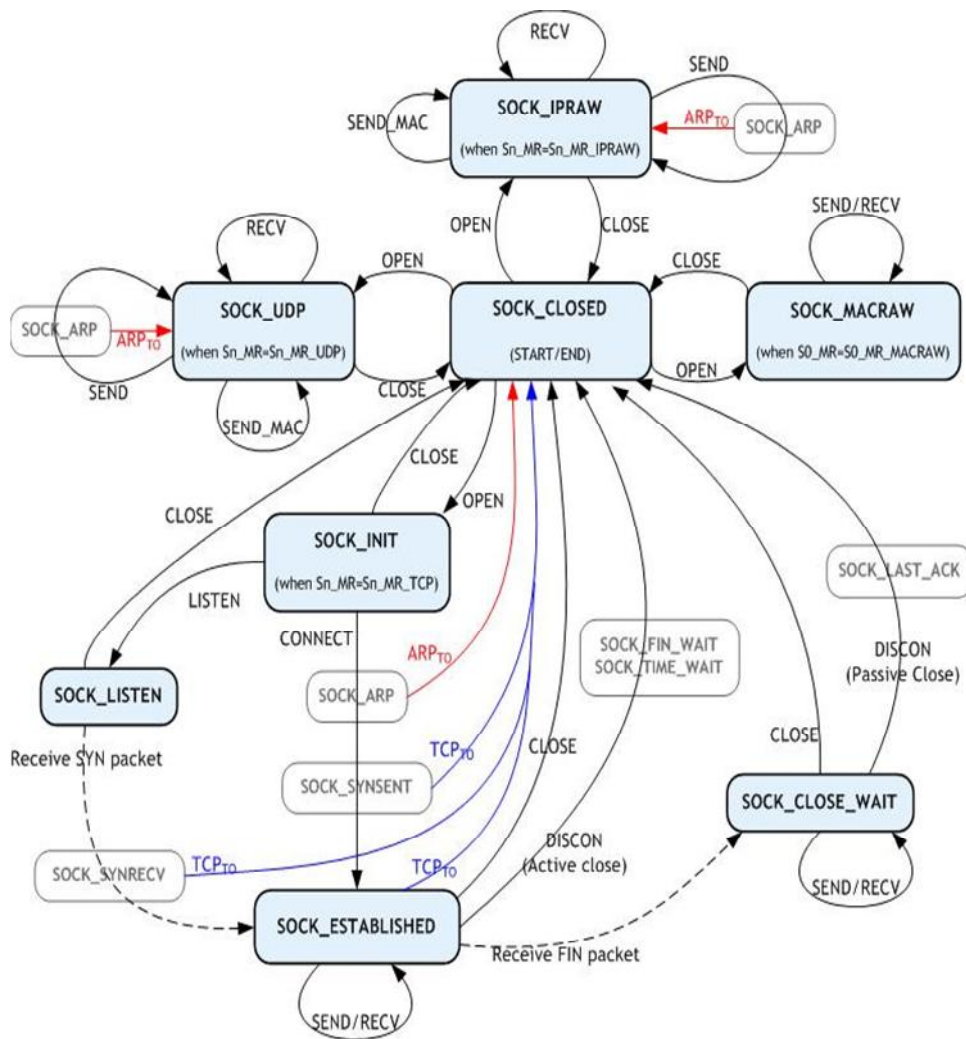 RECV
SEND
SOCK_IPRAW
SEND_MAC
(when Sn_MR=Sn_MR_IPRAW)
ARPTO
SOCK_ARP
OPEN
CLOSE
SEND/RECV
RECV
OPEN
CLOSE
SOCK_UDP
(when Sn_MR=Sn_MR_UDP)
SOCK_ARP
ARPTO
SEND
SEND_MAC
CLOSE
SOCK_CLOSED
(START/END)
SOCK_MACRAW
(when S0_MR=S0_MR_MACRAW)
OPEN
CLOSE
OPEN
CLOSE
SOCK_INIT
(when Sn_MR=Sn_MR_TCP)
LISTEN
CONNECT
SOCK_LAST_ACK
SOCK_FIN_WAIT
SOCK_TIME_WAIT
DISCON
(Passive Close)
ARPTO
SOCK_ARP
SOCK_LISTEN
Receive SYN packet
TCPTO
CLOSE
CLOSE
SOCK_SYNSENT
SOCK_CLOSE_WAIT
SOCK_SYNRECV
TCPTO
TCPTO
DISCON
(Active close)
SEND/RECV
SOCK_ESTABLISHED
Receive FIN packet
SEND/RECV